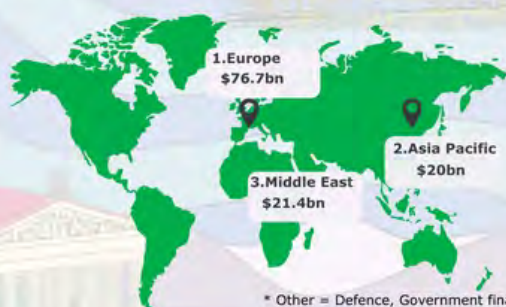 1.Europe
$76.7bn
2.Asia Pacific
$20bn
3.Middle East
$21.4bn
* Other = Defence, Government